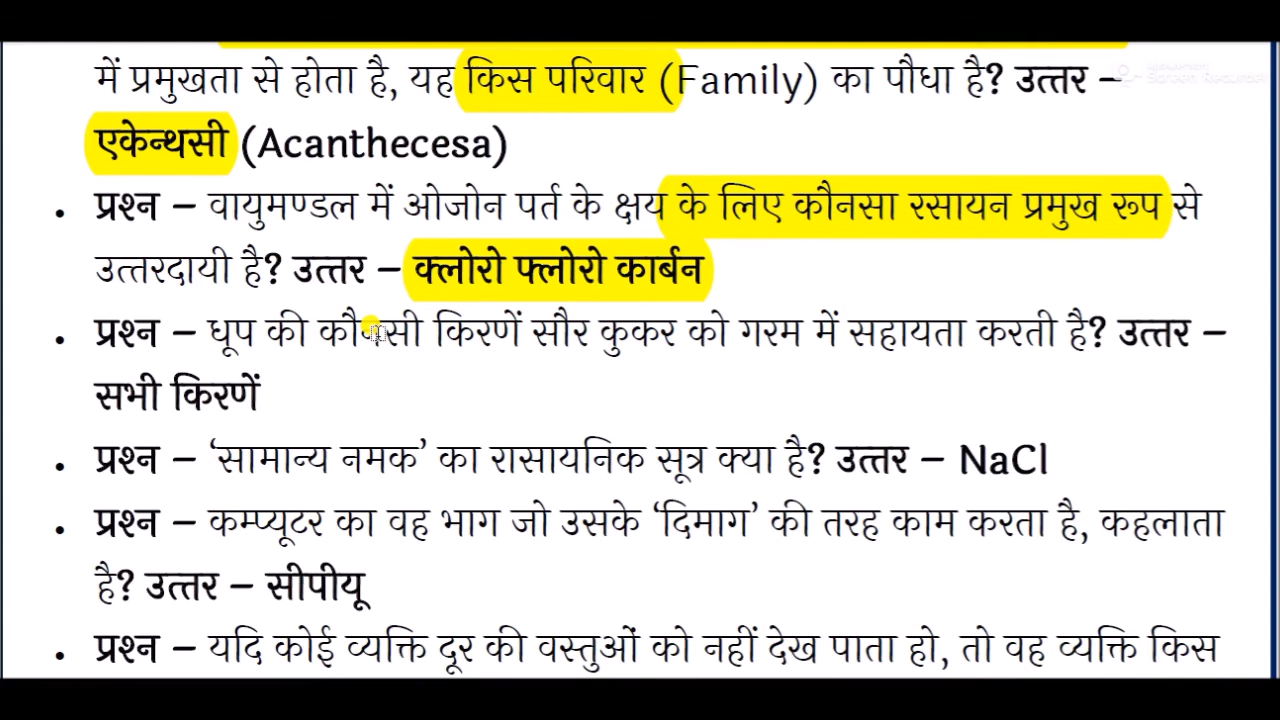 में प्रमुखता से होता है, यह किस परिवार (Family) का पौधा है? उत्तर –
एकेन्थसी (Acanthecesa)
• प्रश्न – वायुमण्डल में ओजोन पर्त के क्षय के लिए कौनसा रसायन प्रमुख रूप से
उत्तरदायी है? उत्तर – क्लोरो फ्लोरो कार्बन
• प्रश्न – धूप की कौनसी किरणें सौर कुकर को गरम में सहायता करती है? उत्तर –
सभी किरणें
• प्रश्न – ‘सामान्य नमक’ का रासायनिक सूत्र क्या है? उत्तर – NaCl
• प्रश्न – कम्प्यूटर का वह भाग जो उसके ‘दिमाग’ की तरह काम करता है, कहलाता
है? उत्तर – सीपीयू
• प्रश्न – यदि कोई व्यक्ति दूर की वस्तुओं को नहीं देख पाता हो, तो वह व्यक्ति किस
Screen Recorder